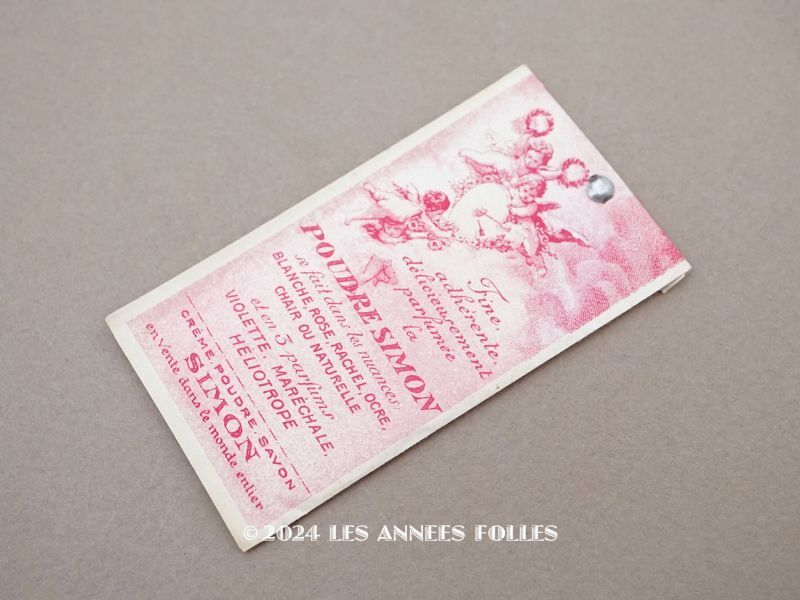 Fine,
adhérente,
délicieusement
parfumée
la
POUDRE SIMON
se fait dans les nuances:
BLANCHE, ROSE, RACHEL, OCRE,
CHAIR OU NATURELLE
et en 3 parfums
VIOLETTE, MARÉCHALE,
HÉLIOTROPE
CRÈME, POUDRE, SAVON
SIMON
en vente dans le monde entier
© 2024 LES ANNEES FOLLES